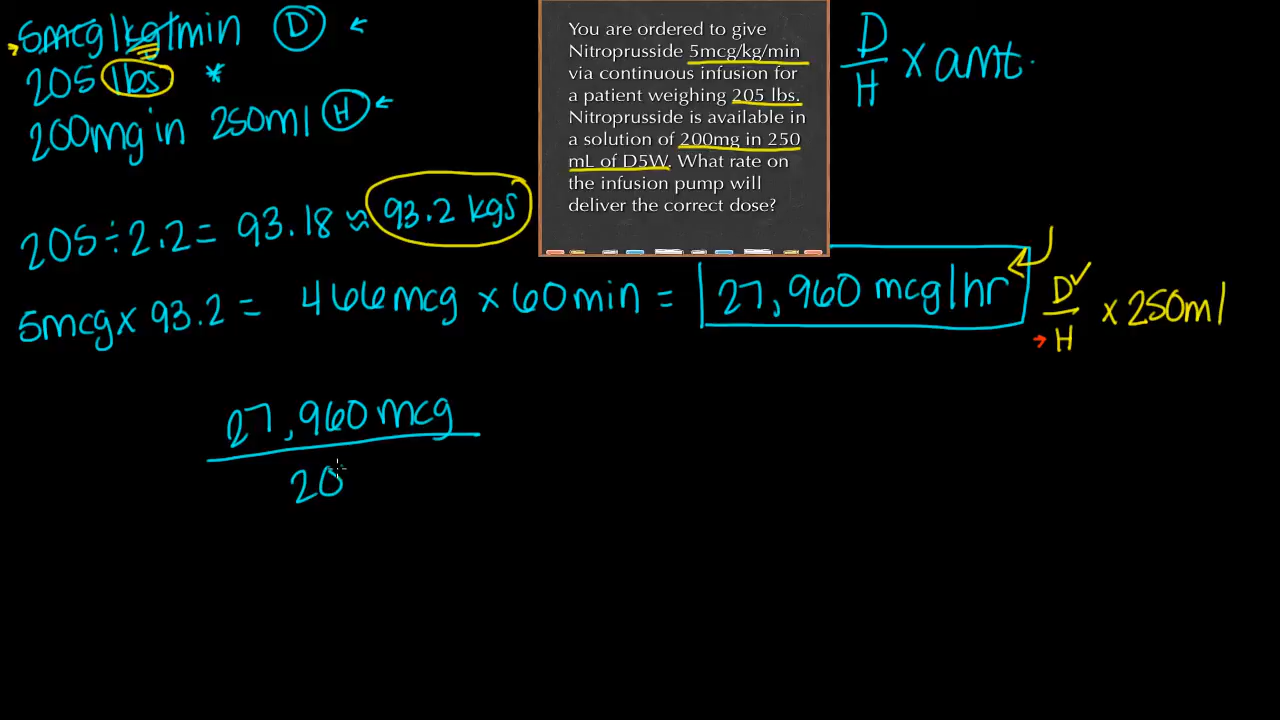 5mcg/kg/min D ←
205 lbs *
200mg in 250ml H ←
You are ordered to give
Nitroprusside 5mcg/kg/min
via continuous infusion for
a patient weighing 205 lbs.
Nitroprusside is available in
a solution of 200mg in 250
mL of D5W. What rate on
the infusion pump will
deliver the correct dose?
D/H x amt.
205 ÷ 2.2 = 93.18 ≈ 93.2 kgs
5mcg x 93.2 = 466mcg x 60min = 27,960 mcg/hr
D✓/H x 250ml
27,960 mcg
20